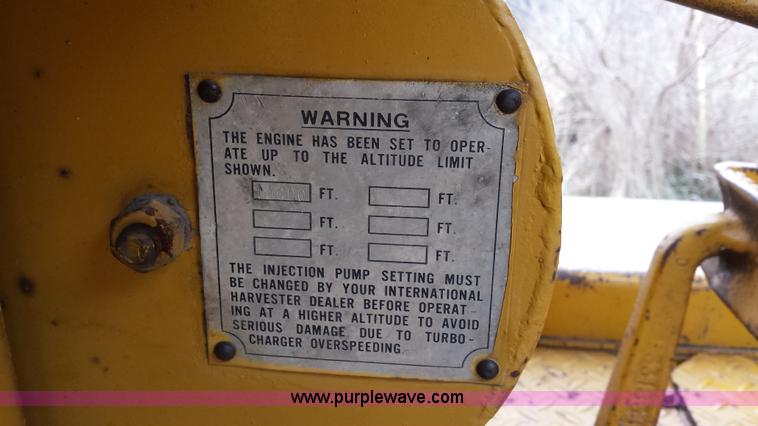 WARNING
THE ENGINE HAS BEEN SET TO OPER-
ATE UP TO THE ALTITUDE LIMIT
SHOWN.
FT. FT.
FT. FT.
FT. FT.
THE INJECTION PUMP SETTING MUST
BE CHANGED BY YOUR INTERNATIONAL
HARVESTER DEALER BEFORE OPERAT-
ING AT A HIGHER ALTITUDE TO AVOID
SERIOUS DAMAGE DUE TO TURBO-
CHARGER OVERSPEEDING.
www.purplewave.com